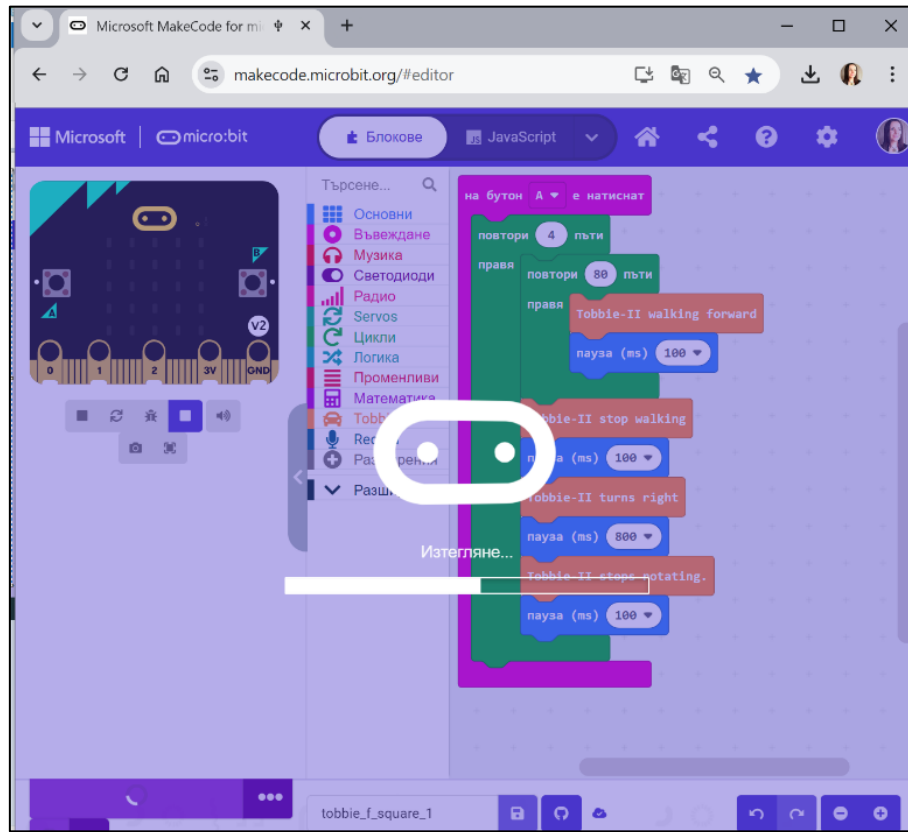 Microsoft MakeCode for mi
makecode.microbit.org/#editor
Microsoft
micro:bit
Блокове
JS JavaScript
Търсене...
Основни
Въвеждане
Музика
Светодиоди
Радио
Servos
Цикли
Логика
Променливи
Математика
B
A
V2
0 1 2 3V GND
на бутон A е натиснат
повтори 4 пъти
правя
повтори 80 пъти
правя
Tobbie-II walking forward
пауза (ms) 100
Tobbie-II stop walking
пауза (ms) 100
Tobbie-II turns right
пауза (ms) 800
Tobbie-II stops rotating.
пауза (ms) 100
Изтегляне...
tobbie_f_square_1